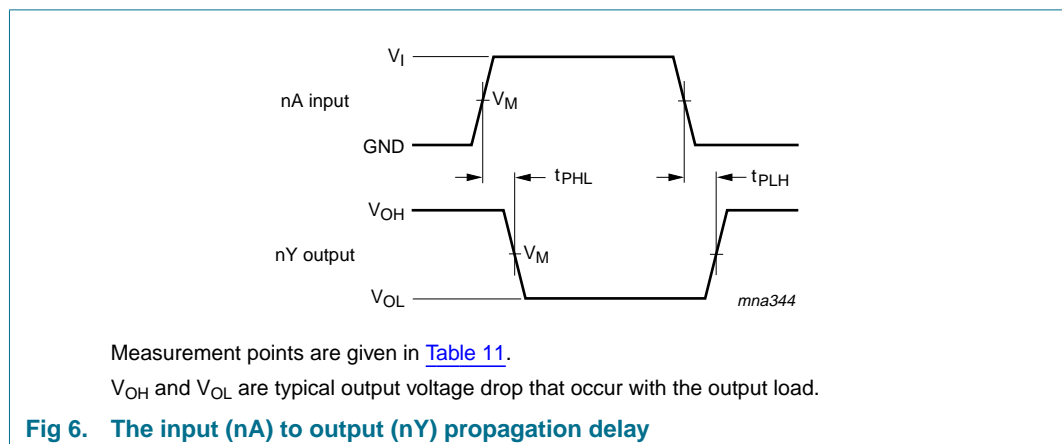 VI
nA input
VM
GND
tPHL
tPLH
VOH
nY output
VM
VOL
mna344
Measurement points are given in Table 11.
VOH and VOL are typical output voltage drop that occur with the output load.
Fig 6. The input (nA) to output (nY) propagation delay